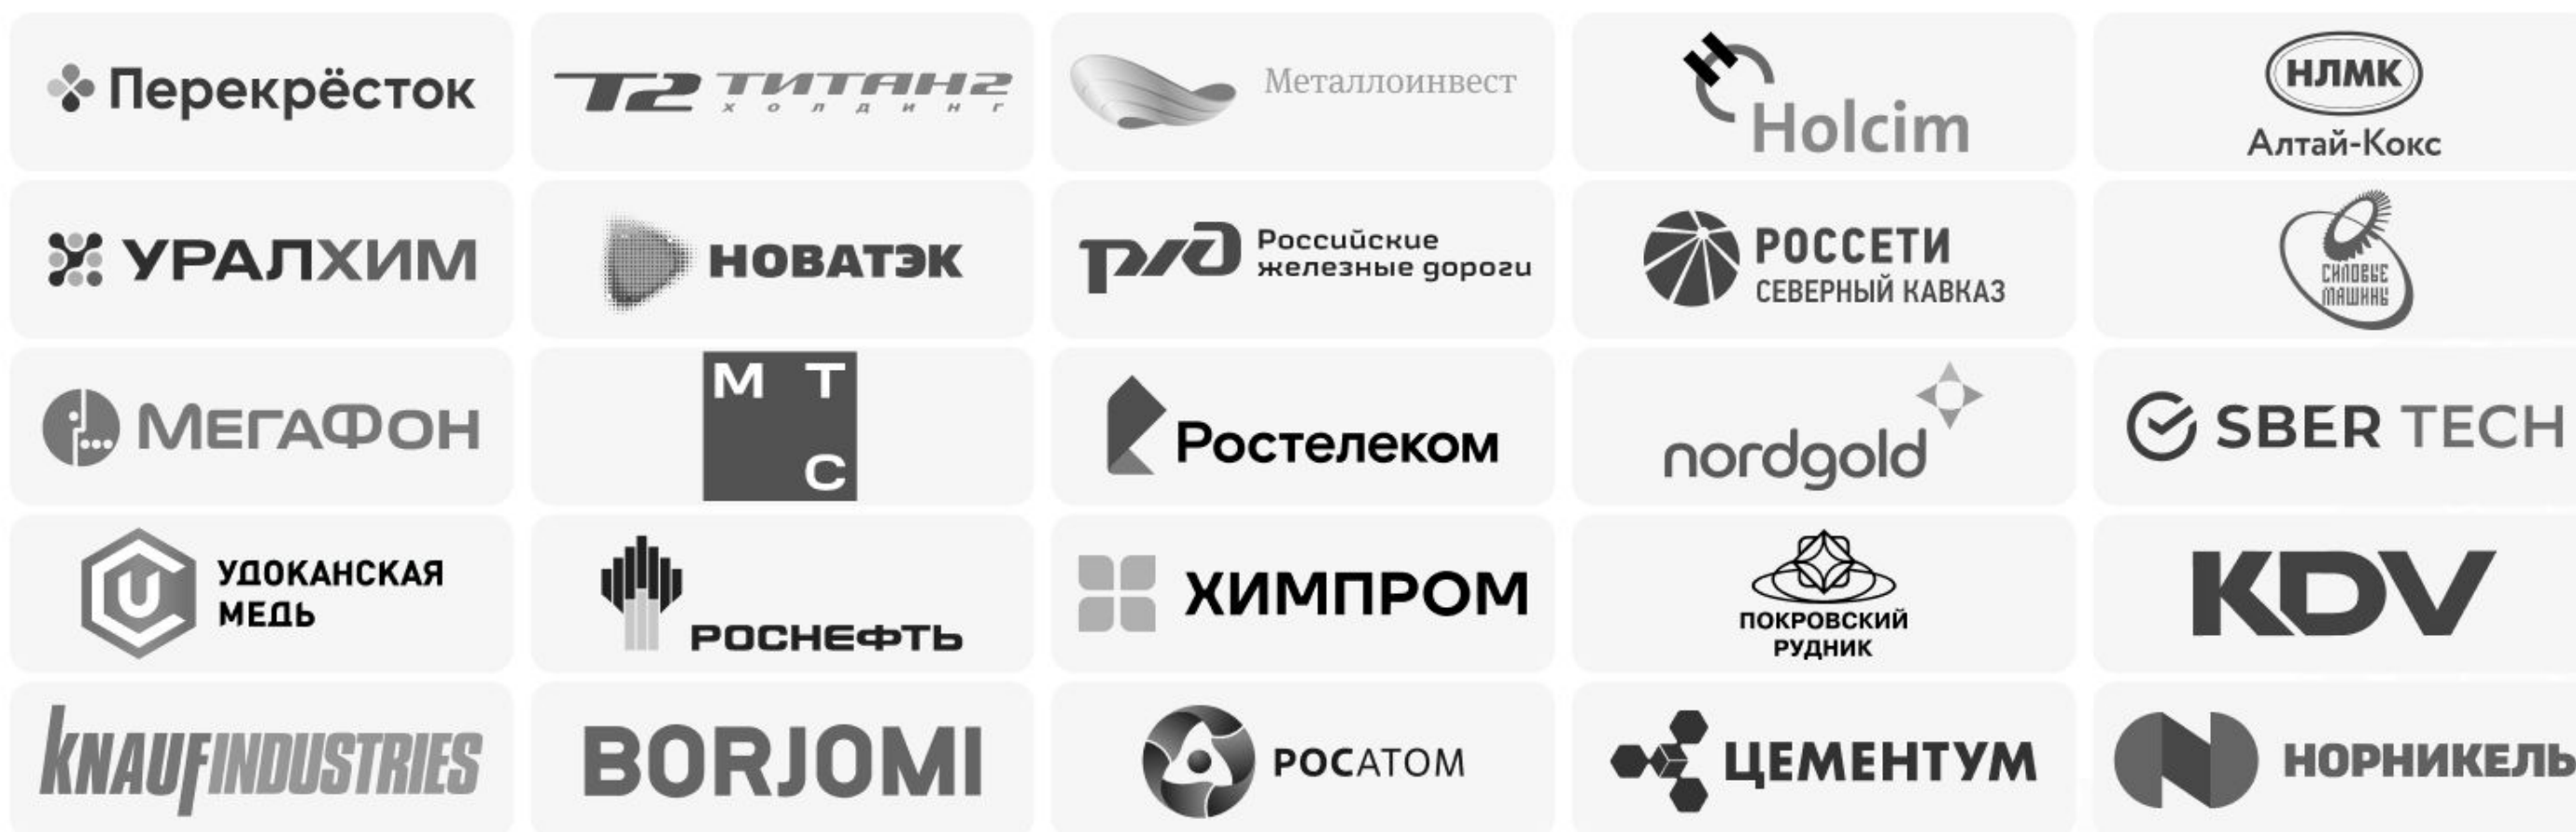 Перекрёсток
T2 ТИТАН2
холдинг
Металлоинвест
H
Holcim
НЛМК
Алтай-Кокс
УРАЛХИМ
НОВАТЭК
ржд Российские
железные дороги
РОССЕТИ
СЕВЕРНЫЙ КАВКАЗ
СИЛОВЫЕ
МАШИНЫ
МЕГАФОН
М Т
С
Ростелеком
nordgold
SBER TECH
УДОКАНСКАЯ
МЕДЬ
РОСНЕФТЬ
ХИМПРОМ
ПОКРОВСКИЙ
РУДНИК
KDV
KNAUFINDUSTRIES
BORJOMI
РОСАТОМ
ЦЕМЕНТУМ
НОРНИКЕЛЬ